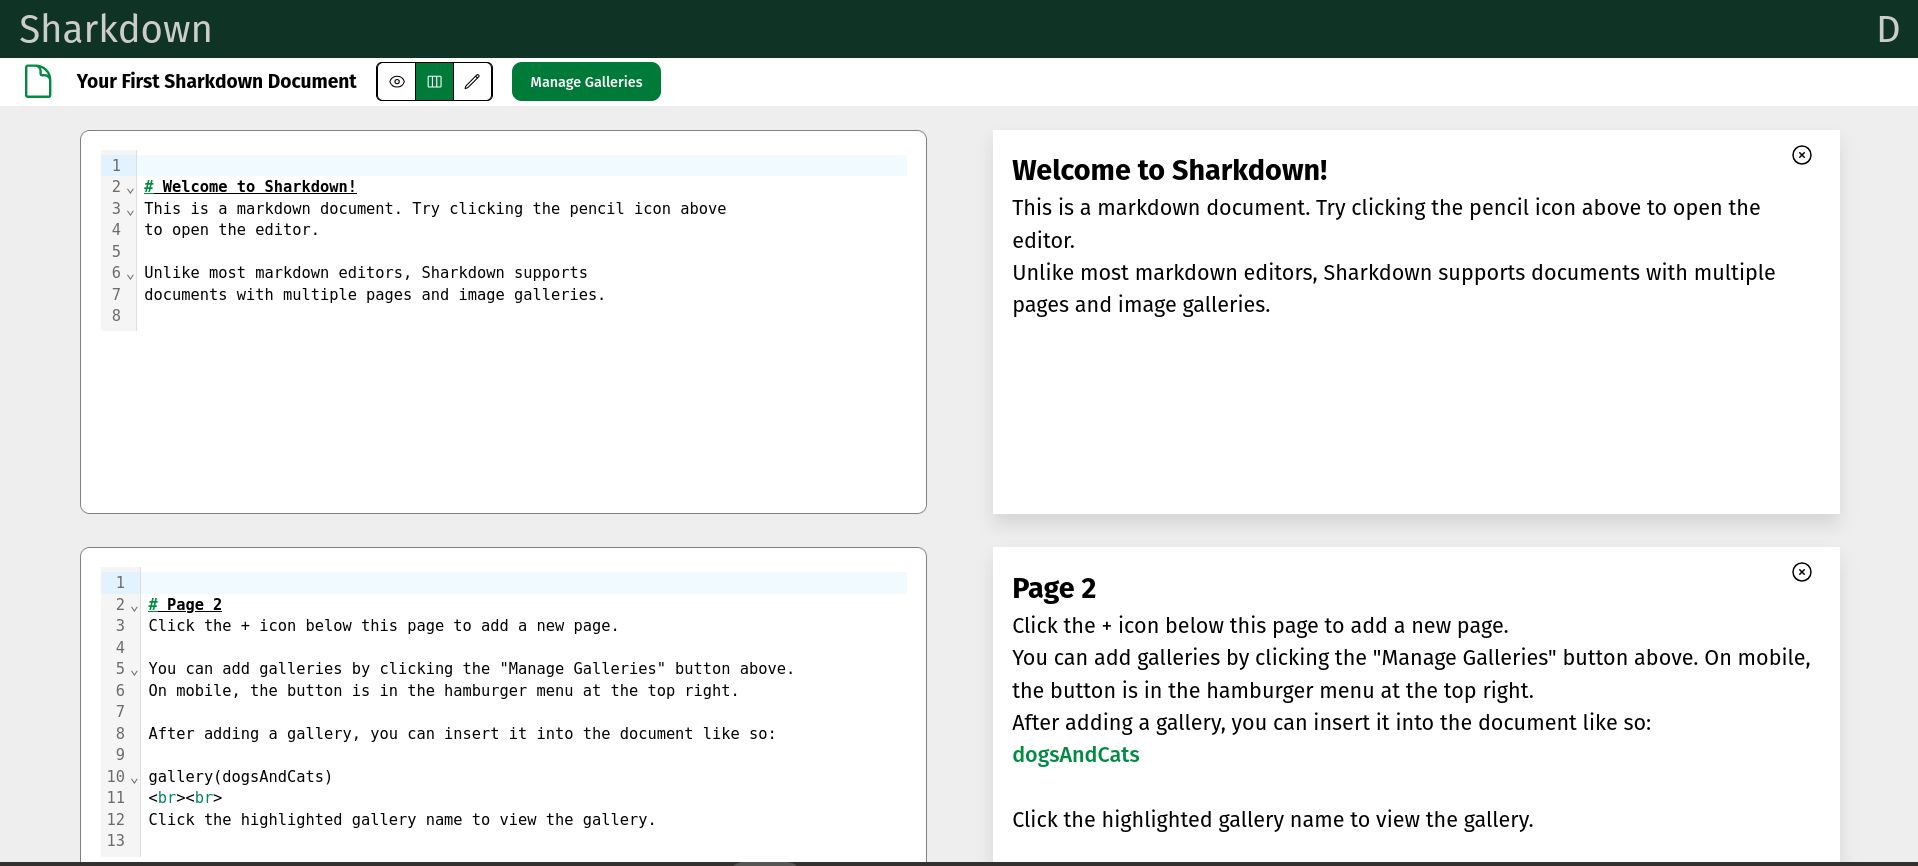 Sharkdown D
Your First Sharkdown Document Manage Galleries
1
2 # Welcome to Sharkdown!
3 This is a markdown document. Try clicking the pencil icon above
4 to open the editor.
5
6 Unlike most markdown editors, Sharkdown supports
7 documents with multiple pages and image galleries.
8
Welcome to Sharkdown!
This is a markdown document. Try clicking the pencil icon above to open the
editor.
Unlike most markdown editors, Sharkdown supports documents with multiple
pages and image galleries.
1
2 # Page 2
3 Click the + icon below this page to add a new page.
4
5 You can add galleries by clicking the "Manage Galleries" button above.
6 On mobile, the button is in the hamburger menu at the top right.
7
8 After adding a gallery, you can insert it into the document like so:
9
10 gallery(dogsAndCats)
11 <br><br>
12 Click the highlighted gallery name to view the gallery.
13
Page 2
Click the + icon below this page to add a new page.
You can add galleries by clicking the "Manage Galleries" button above. On mobile,
the button is in the hamburger menu at the top right.
After adding a gallery, you can insert it into the document like so:
dogsAndCats
Click the highlighted gallery name to view the gallery.